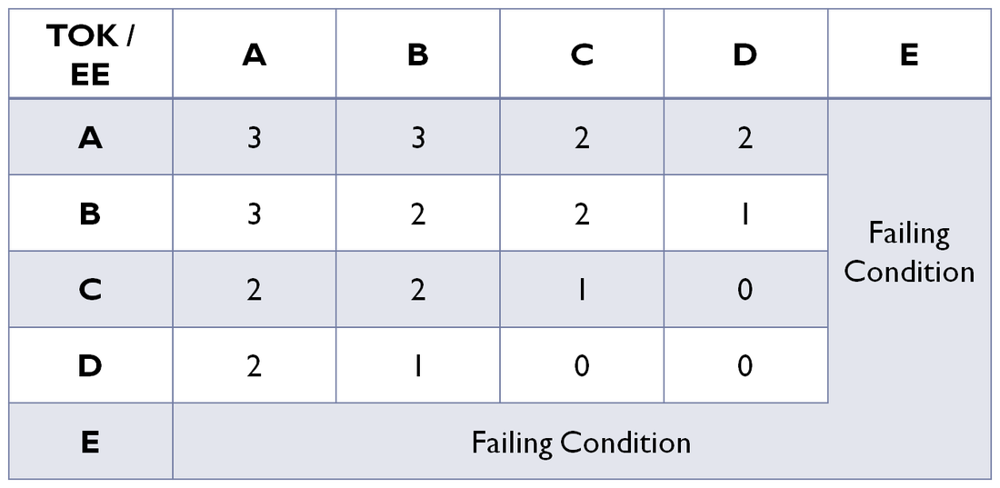 TOK / EE A B C D E
A 3 3 2 2
B 3 2 2 1
Failing
Condition
C 2 2 1 0
D 2 1 0 0
E Failing Condition